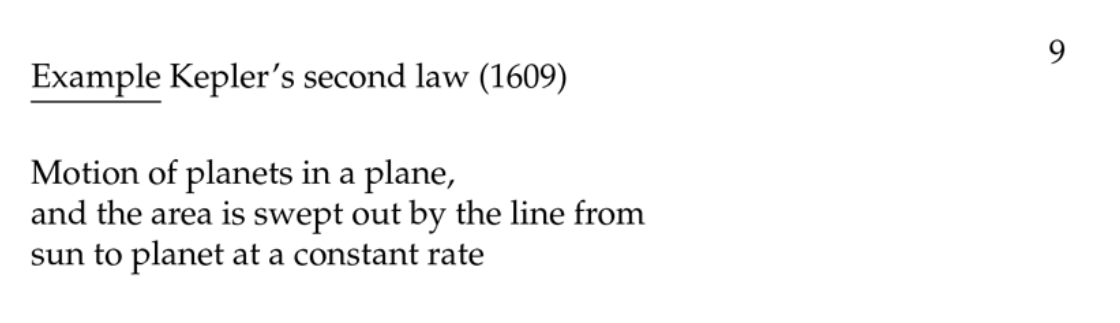 9
Example Kepler's second law (1609)
Motion of planets in a plane,
and the area is swept out by the line from
sun to planet at a constant rate